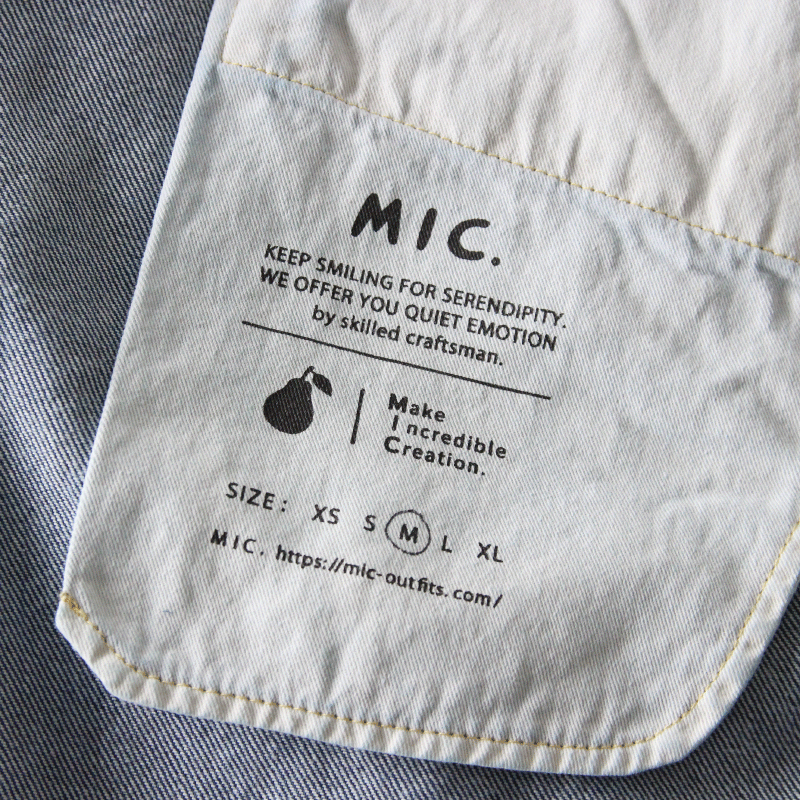 MIC.
KEEP SMILING FOR SERENDIPITY.
WE OFFER YOU QUIET EMOTION
by skilled craftsman.
Make
Incredible
Creation.
SIZE: XS S M L XL
MIC. https://mic-outfits.com/